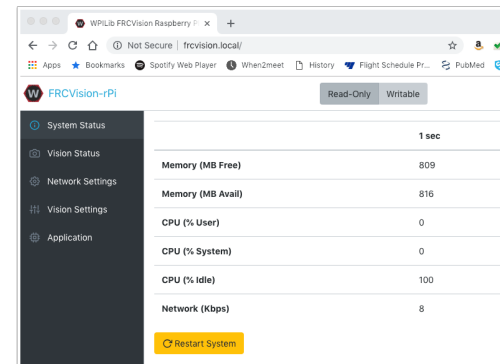 WPILib FRCVision Raspberry P
Not Secure | frcvision.local/
Apps Bookmarks Spotify Web Player When2meet History Flight Schedule Pr... PubMed
W FRCVision-rPi Read-Only Writable
System Status
1 sec
Vision Status
Memory (MB Free) 809
Network Settings
Memory (MB Avail) 816
Vision Settings
CPU (% User) 0
Application
CPU (% System) 0
CPU (% Idle) 100
Network (Kbps) 8
Restart System